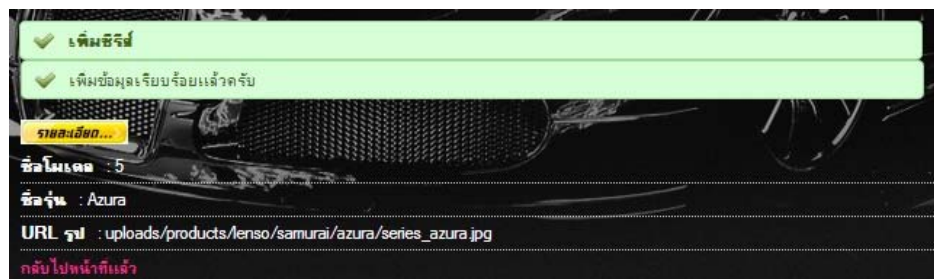 เพิ่มซีรีส์
เพิ่มข้อมูลเรียบร้อยแล้วครับ
รายละเอียด...
ชื่อโมเดล : 5
ชื่อรุ่น : Azura
URL รูป : uploads/products/lenso/samurai/azura/series_azura.jpg
กลับไปหน้าที่แล้ว